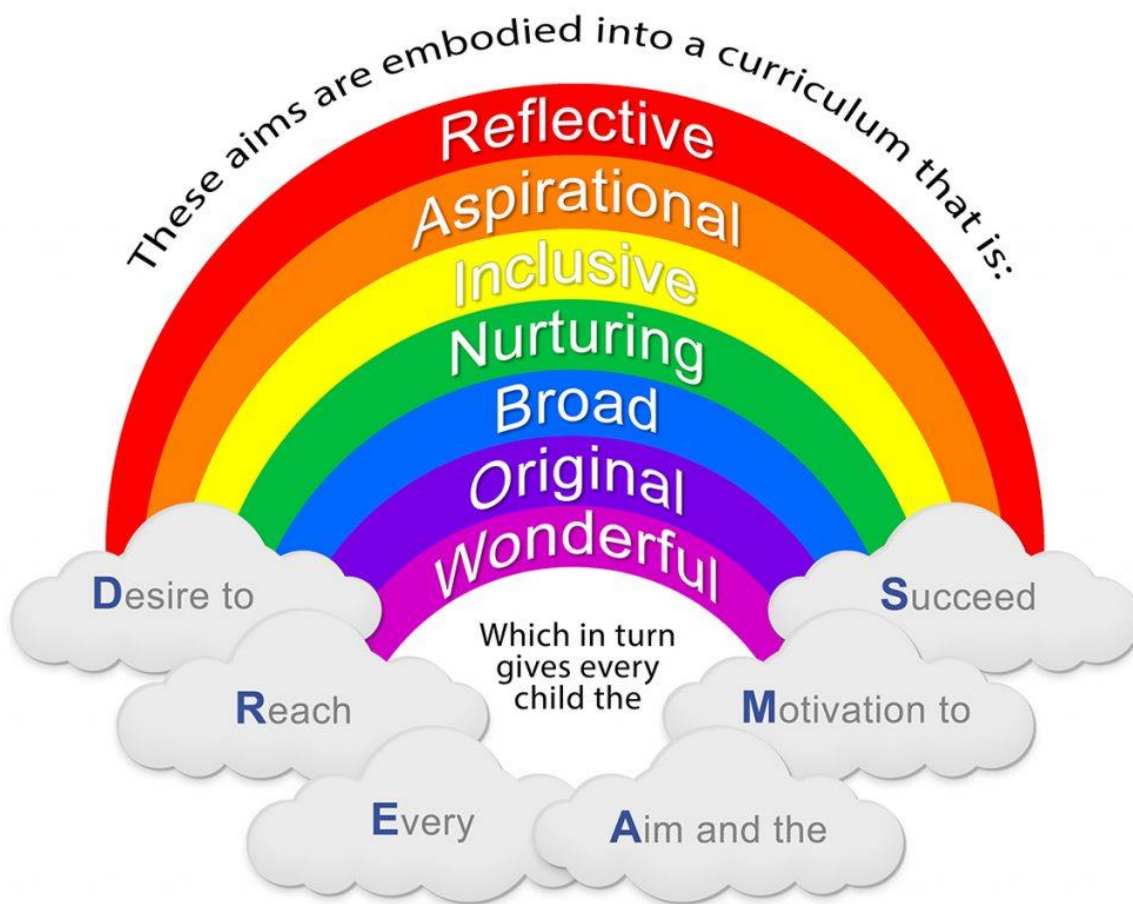 These aims are embodied into a curriculum that is:
Reflective
Aspirational
Inclusive
Nurturing
Broad
Original
Wonderful
Which in turn
gives every
child the
Desire to
Reach
Every
Aim and the
Motivation to
Succeed